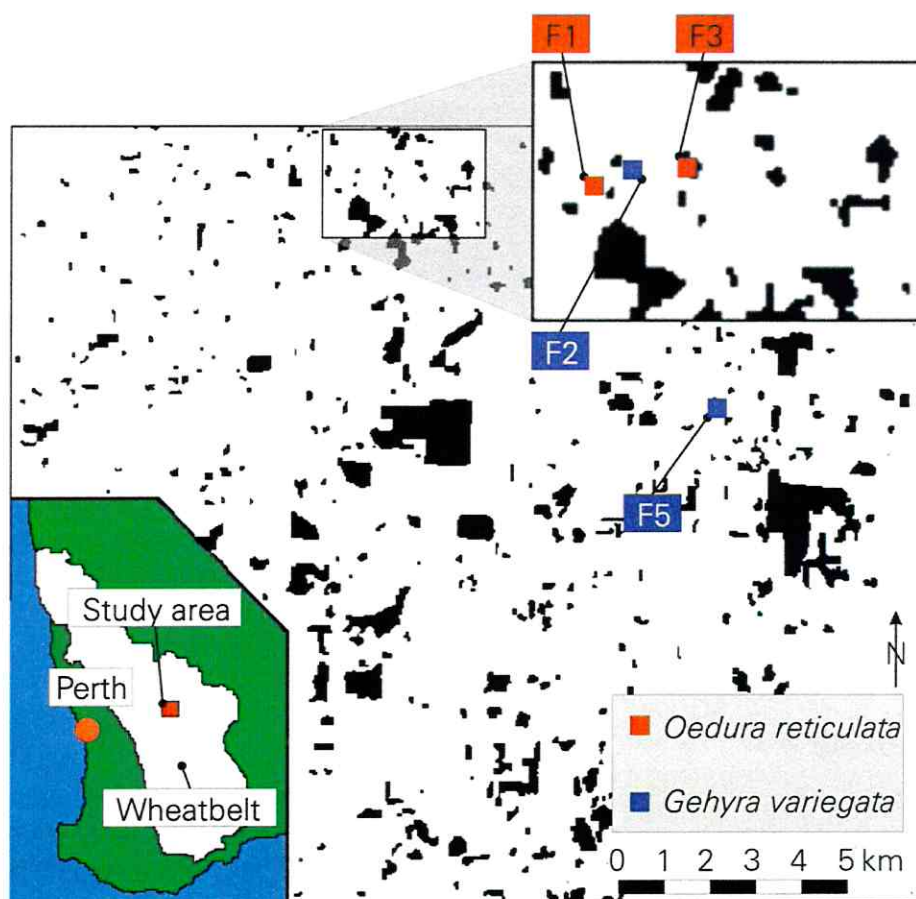 F1
F3
F2
F5
Study area
Perth
Wheatbelt
N
Oedura reticulata
Gehyra variegata
0 1 2 3 4 5 km